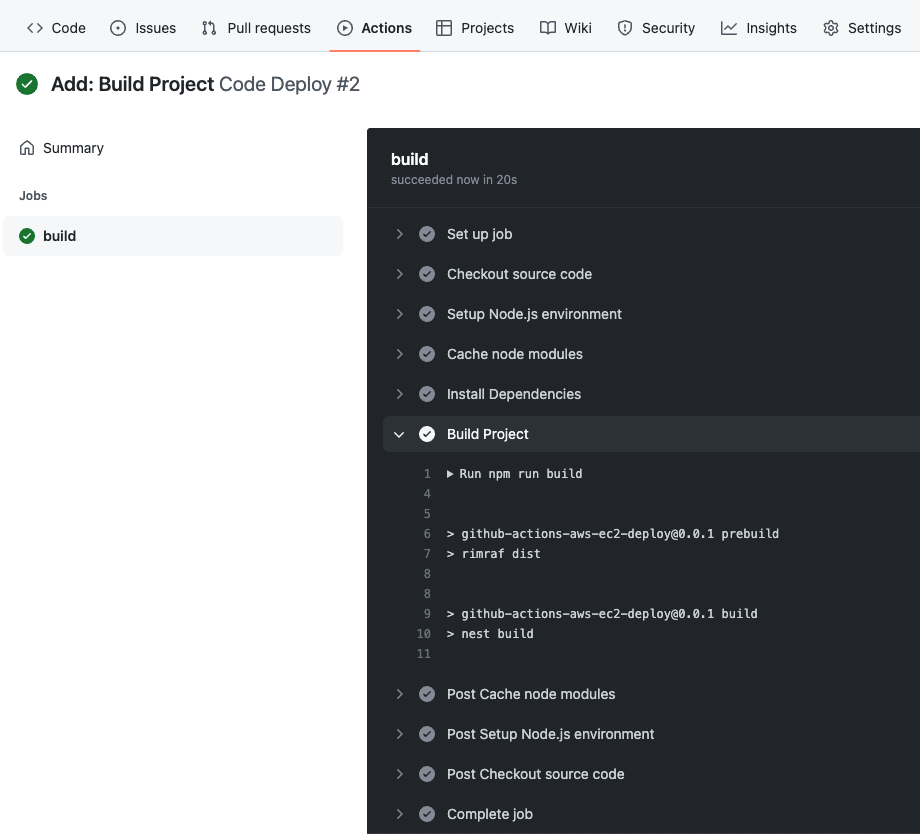 Code Issues Pull requests Actions Projects Wiki Security Insights Settings
Add: Build Project Code Deploy #2
Summary
Jobs
build
build
succeeded now in 20s
Set up job
Checkout source code
Setup Node.js environment
Cache node modules
Install Dependencies
Build Project
1 ▶ Run npm run build
4
5
6 > github-actions-aws-ec2-deploy@0.0.1 prebuild
7 > rimraf dist
8
8
9 > github-actions-aws-ec2-deploy@0.0.1 build
10 > nest build
11
Post Cache node modules
Post Setup Node.js environment
Post Checkout source code
Complete job